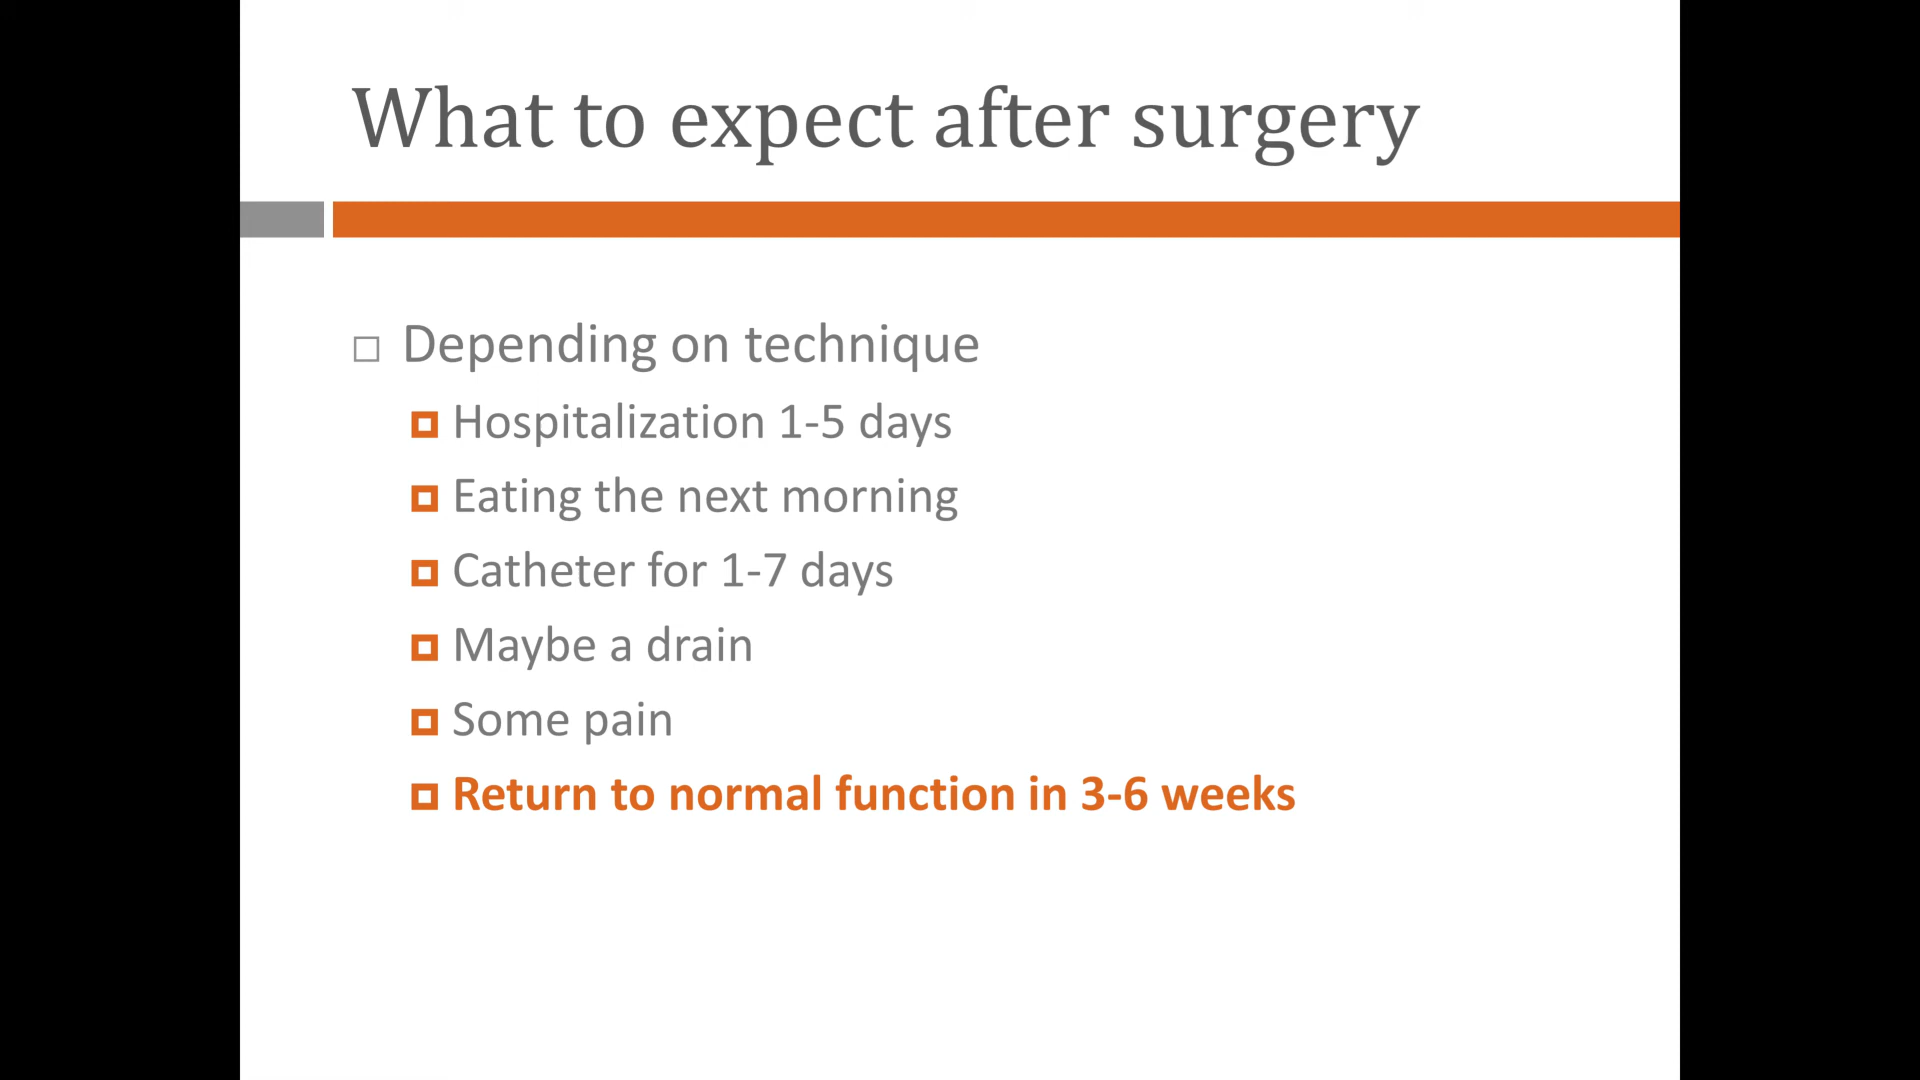 What to expect after surgery
Depending on technique
Hospitalization 1-5 days
Eating the next morning
Catheter for 1-7 days
Maybe a drain
Some pain
Return to normal function in 3-6 weeks